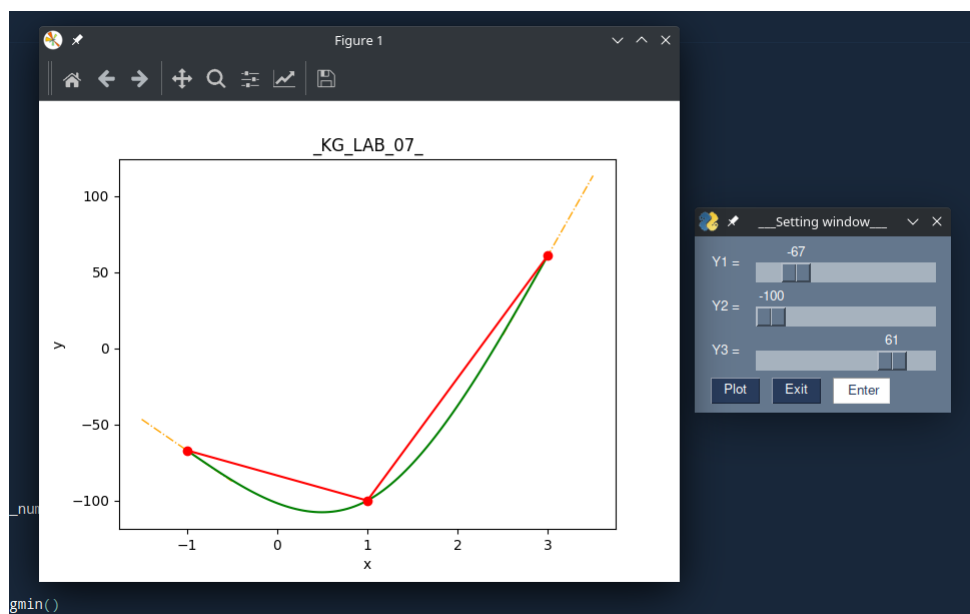 Figure 1
_KG_LAB_07_
100
50
0
−50
−100
y
−1 0 1 2 3
x
___Setting window___
-67
Y1 =
-100
Y2 =
61
Y3 =
Plot Exit Enter
_num
gmin()